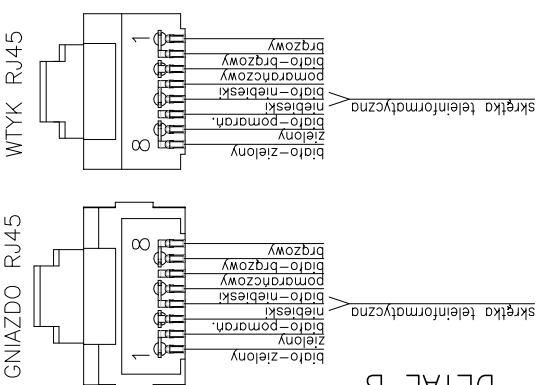 WTYK RJ45
1
8
brązowy
biało-brązowy
pomarańczowy
biało-niebieski
niebieski
biało-pomarań.
zielony
biało-zielony
skrętka teleinformatyczna
GNIAZDO RJ45
8
1
brązowy
biało-brązowy
pomarańczowy
biało-niebieski
niebieski
biało-pomarań.
zielony
biało-zielony
skrętka teleinformatyczna
DETAL B